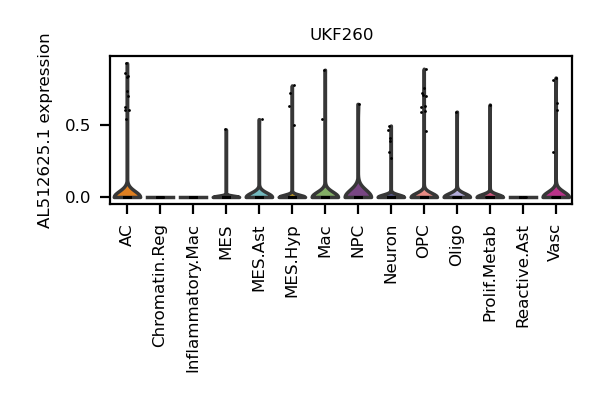 UKF260
AL512625.1 expression
0.5
0.0
AC
Chromatin.Reg
Inflammatory.Mac
MES
MES.Ast
MES.Hyp
Mac
NPC
Neuron
OPC
Oligo
Prolif.Metab
Reactive.Ast
Vasc